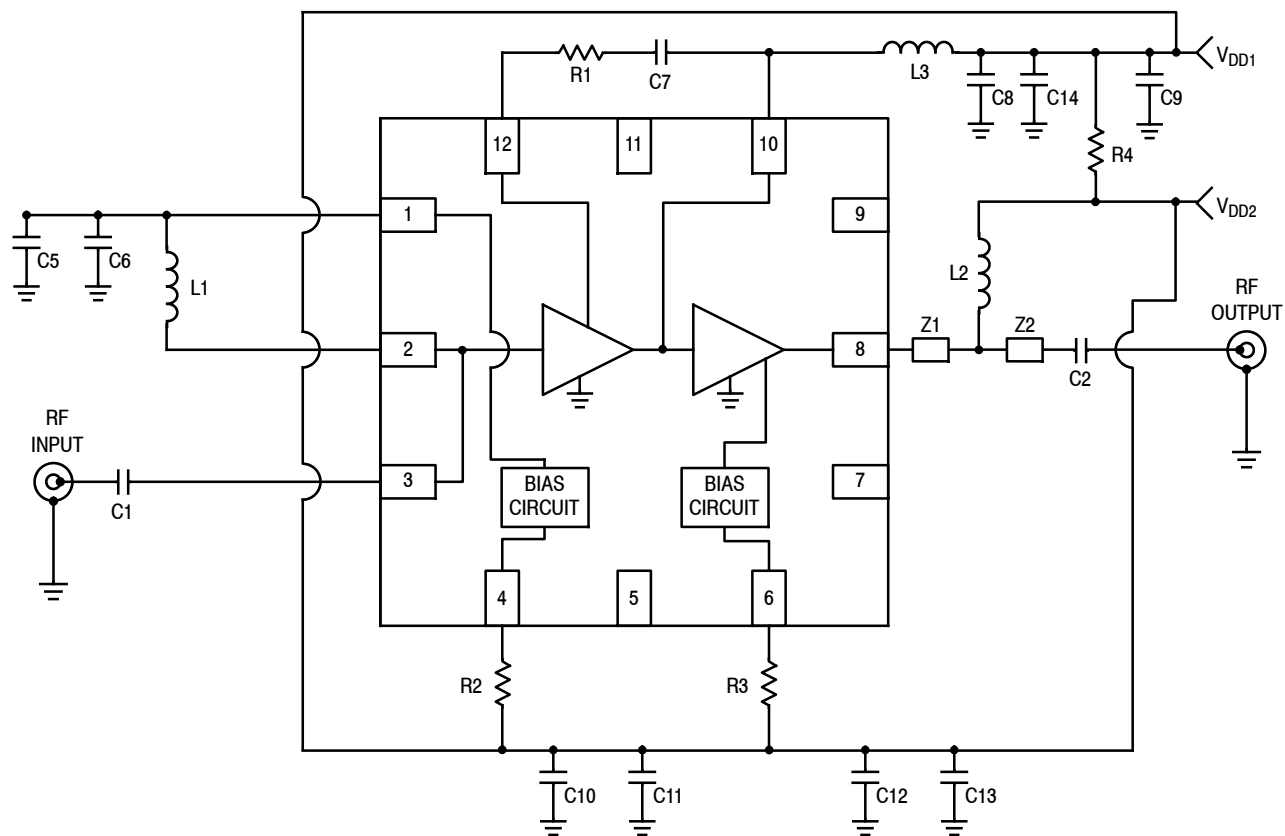 R1
C7
L3
C8
C14
C9
V_DD1
12
11
10
R4
1
9
V_DD2
C5
C6
L1
L2
RF
OUTPUT
2
8
Z1
Z2
C2
RF
INPUT
C1
3
BIAS
CIRCUIT
BIAS
CIRCUIT
7
4
5
6
R2
R3
C10
C11
C12
C13